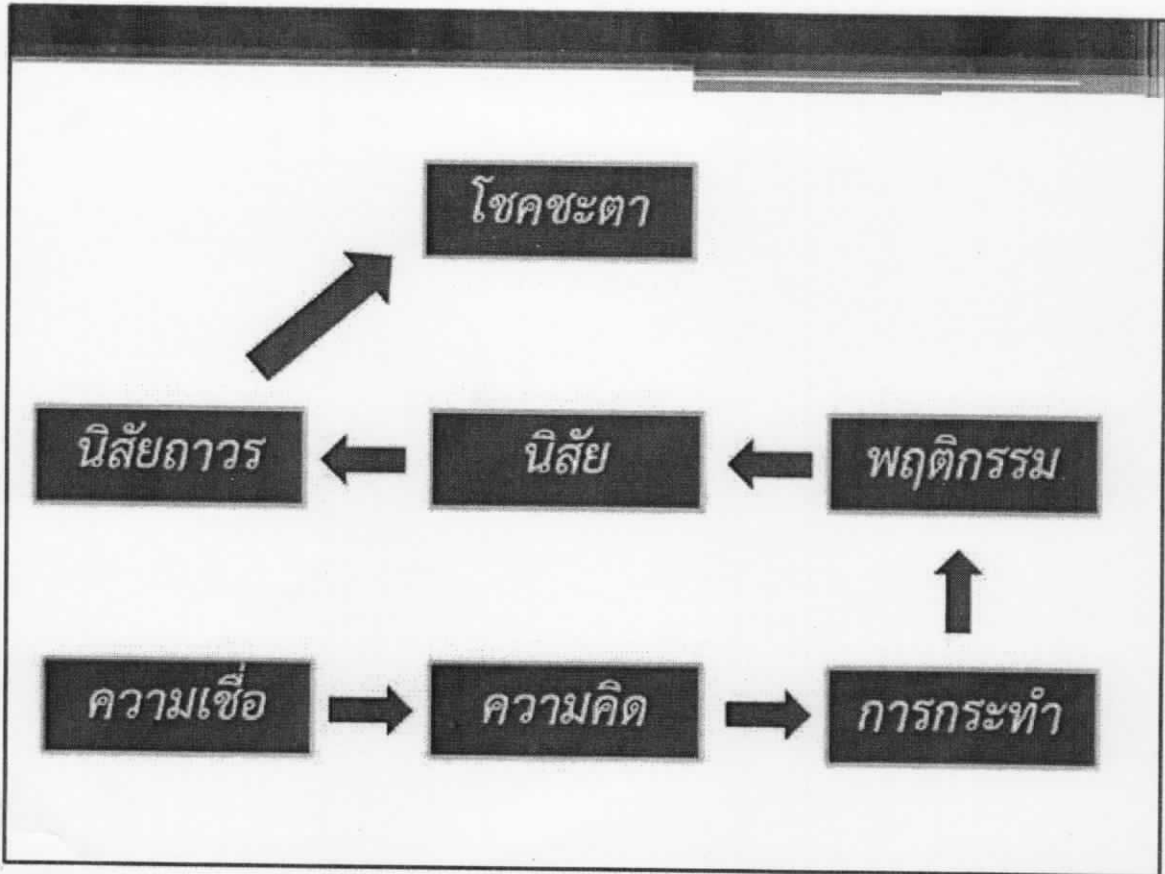 โชคชะตา
นิสัยถาวร
นิสัย
พฤติกรรม
ความเชื่อ
ความคิด
การกระทำ